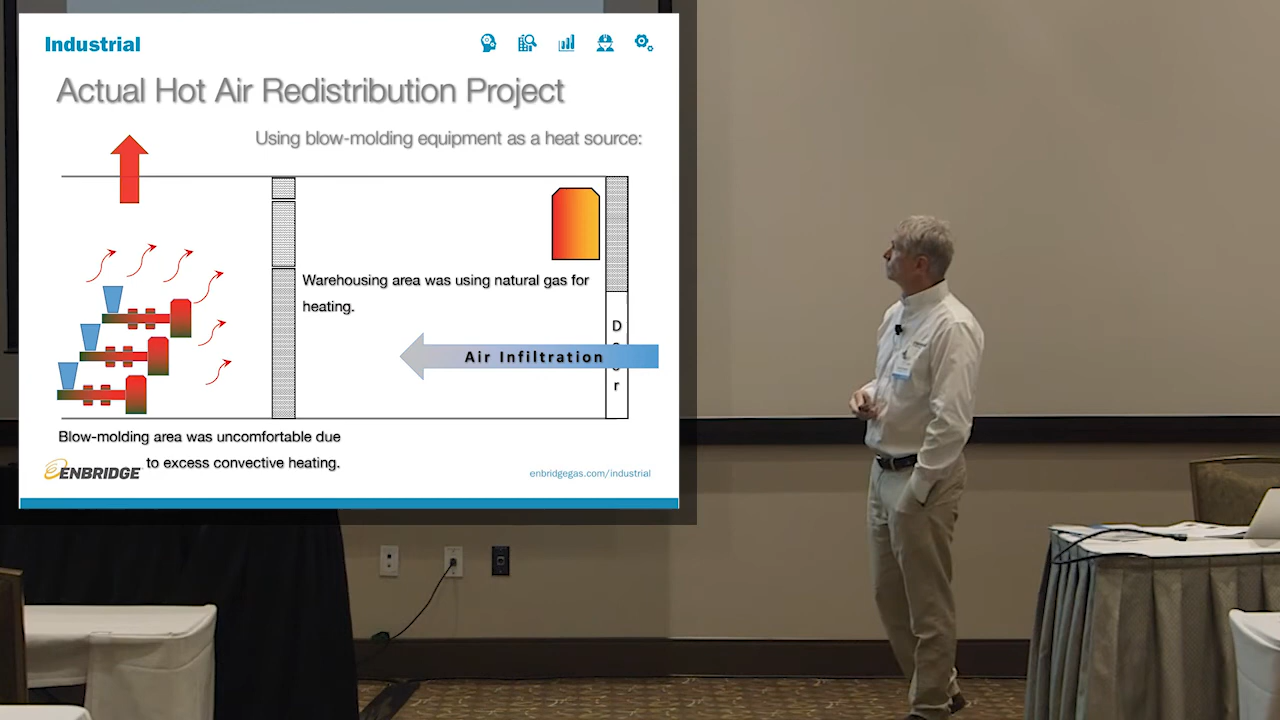 Industrial
Actual Hot Air Redistribution Project
Using blow-molding equipment as a heat source:
Warehousing area was using natural gas for
heating.
D
Air Infiltration
r
Blow-molding area was uncomfortable due
to excess convective heating.
ENBRIDGE
enbridgegas.com/industrial